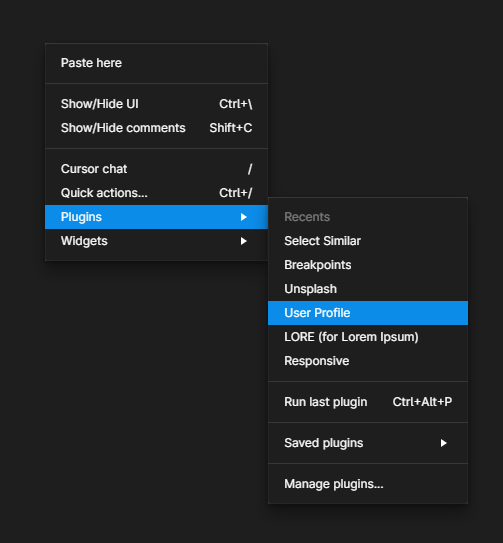 Paste here
Show/Hide UI Ctrl+\
Show/Hide comments Shift+C
Cursor chat /
Quick actions... Ctrl+/
Plugins
Widgets
Recents
Select Similar
Breakpoints
Unsplash
User Profile
LORE (for Lorem Ipsum)
Responsive
Run last plugin Ctrl+Alt+P
Saved plugins
Manage plugins...